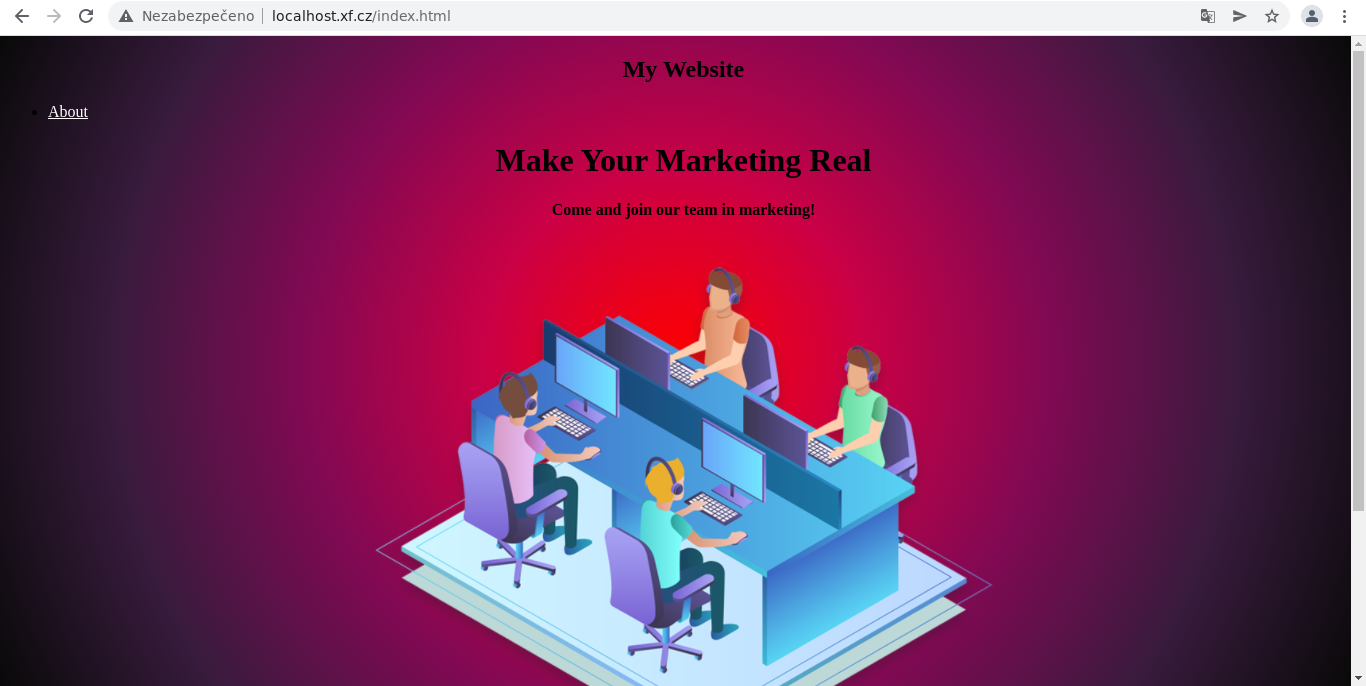 Nezabezpečeno localhost.xf.cz/index.html
My Website
About
Make Your Marketing Real
Come and join our team in marketing!